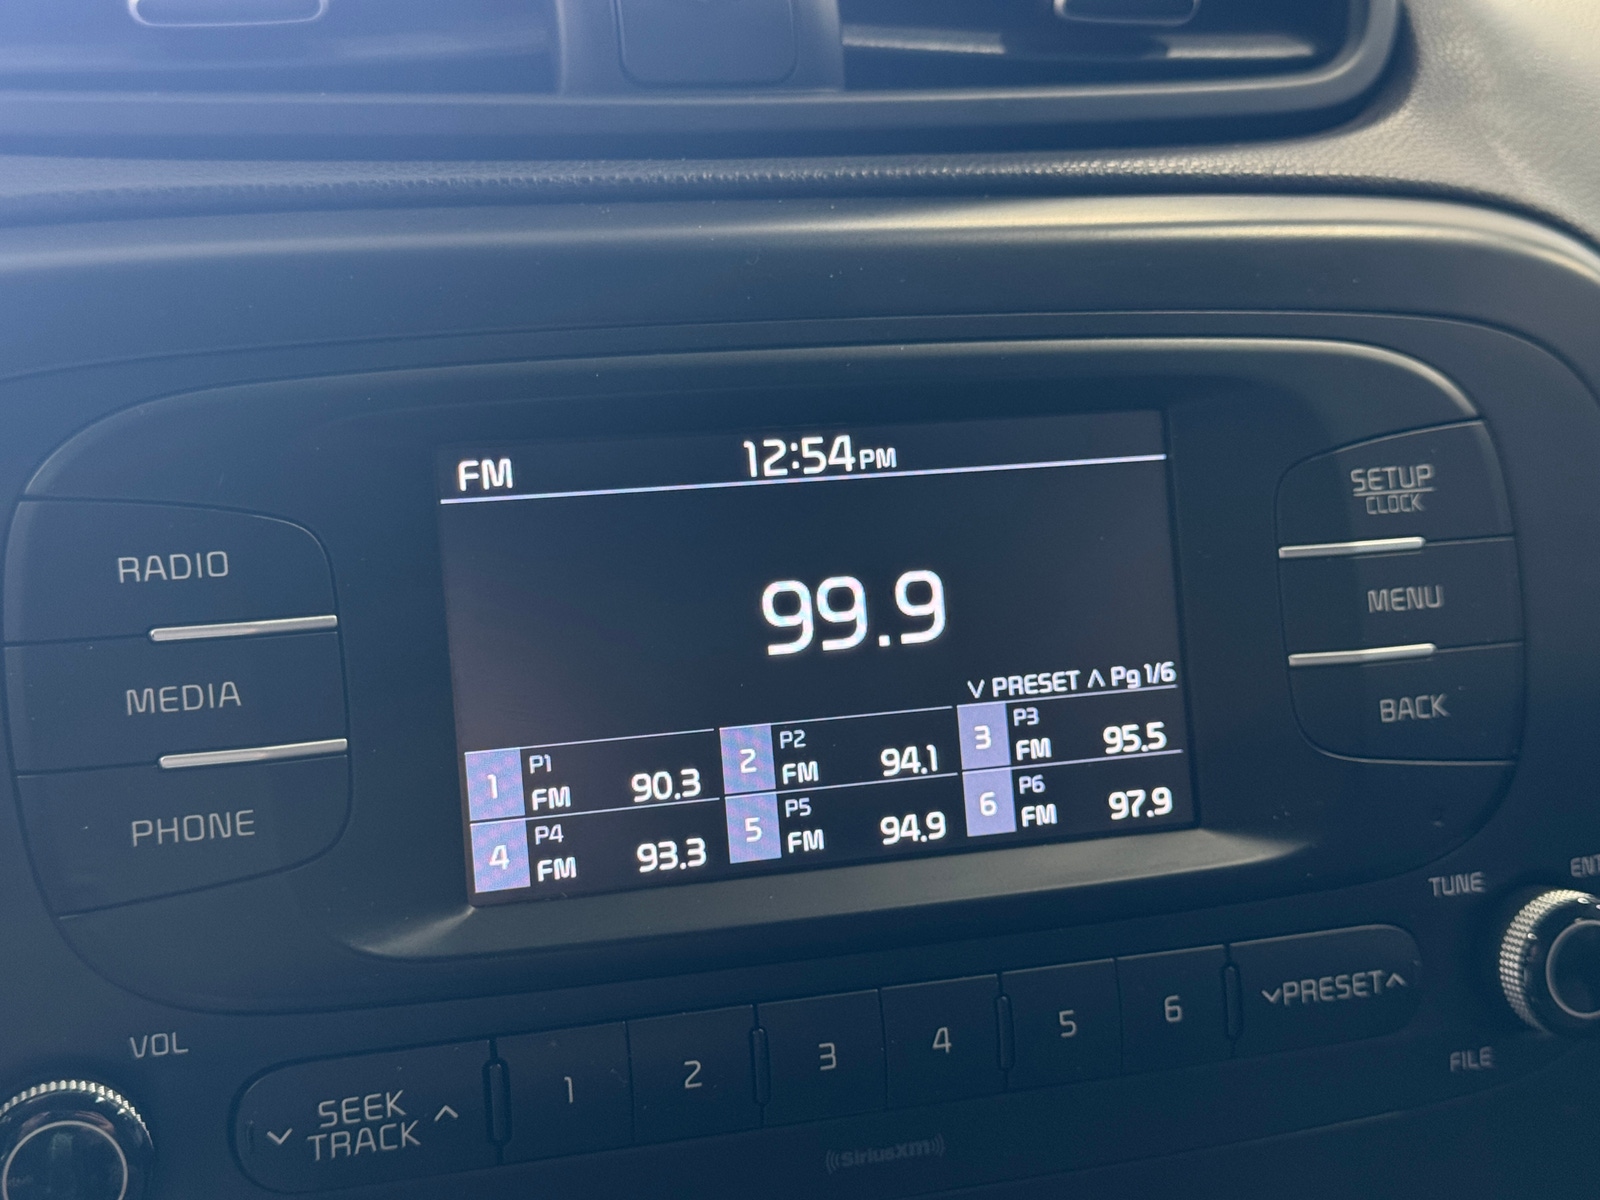 FM 12:54 PM
99.9
∨ PRESET ∧ Pg 1/6
1 P1 FM 90.3
2 P2 FM 94.1
3 P3 FM 95.5
4 P4 FM 93.3
5 P5 FM 94.9
6 P6 FM 97.9
RADIO
MEDIA
PHONE
SETUP
CLOCK
MENU
BACK
VOL
∨ SEEK ∧
TRACK
1 2 3 4 5 6
∨PRESET∧
TUNE
FILE
SiriusXM